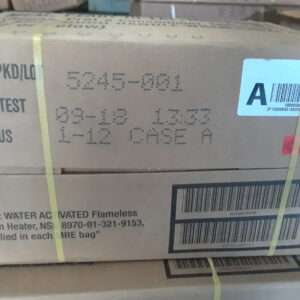 PKD/LOT 5245-001
TEST 09-18 13:33
US 1-12 CASE A
A
: WATER ACTIVATED Flameless
n Heater, NSN 8970-01-321-9153,
lied in each MRE bag"